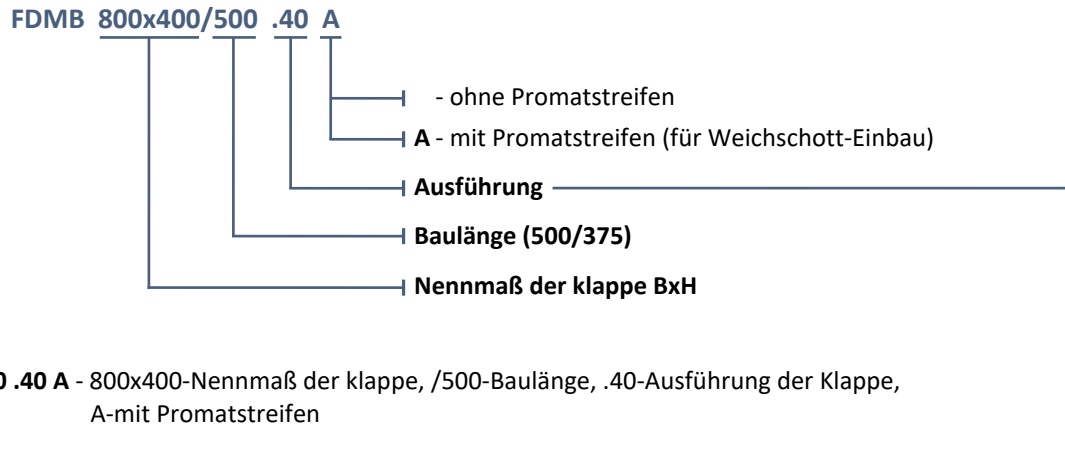 FDMB 800x400/500 .40 A
- ohne Promatstreifen
A - mit Promatstreifen (für Weichschott-Einbau)
Ausführung
Baulänge (500/375)
Nennmaß der klappe BxH
.40 A - 800x400-Nennmaß der klappe, /500-Baulänge, .40-Ausführung der Klappe,
A-mit Promatstreifen